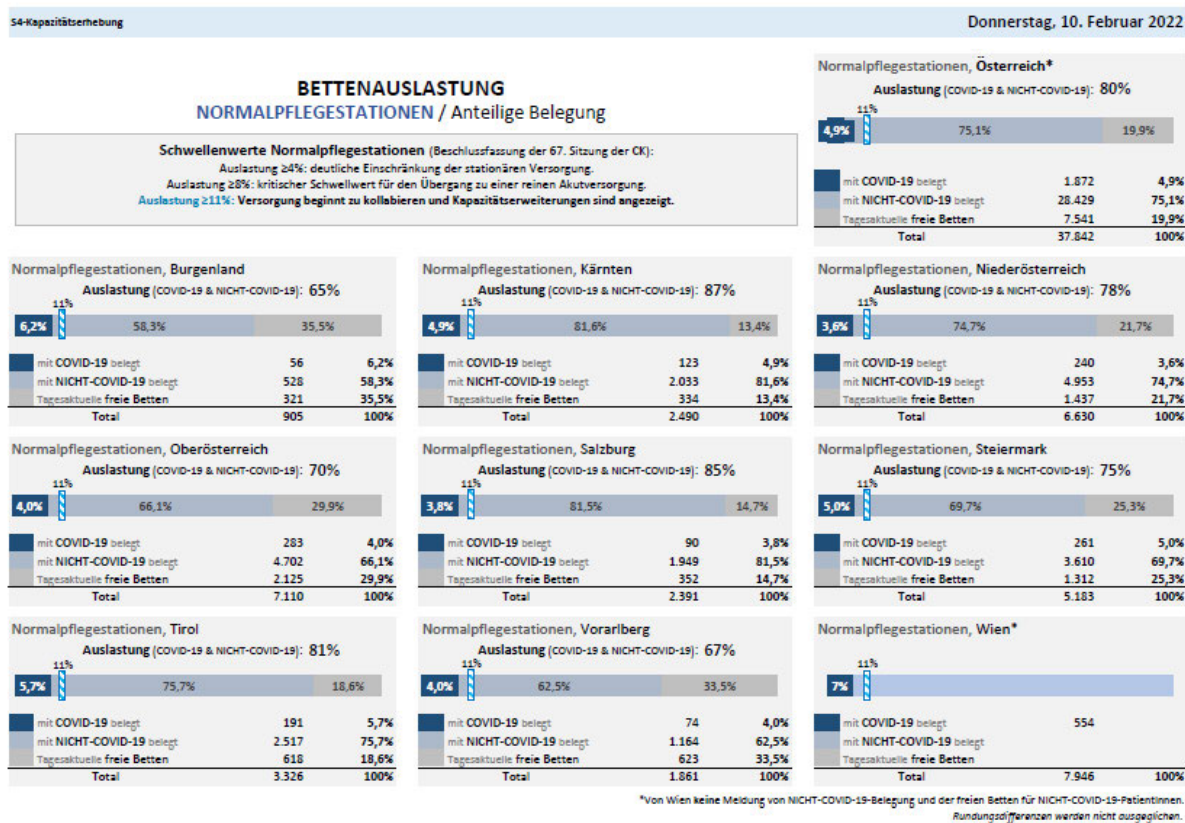 S4-Kapazitätserhebung
Donnerstag, 10. Februar 2022
BETTENAUSLASTUNG
NORMALPFLEGESTATIONEN / Anteilige Belegung
Schwellenwerte Normalpflegestationen (Beschlussfassung der 67. Sitzung der CK):
Auslastung ≥4%: deutliche Einschränkung der stationären Versorgung.
Auslastung ≥8%: kritischer Schwellwert für den Übergang zu einer reinen Akutversorgung.
Auslastung ≥11%: Versorgung beginnt zu kollabieren und Kapazitätserweiterungen sind angezeigt.
Normalpflegestationen, Österreich*
Auslastung (COVID-19 & NICHT-COVID-19): 80%
11%
4,9% 75,1% 19,9%
mit COVID-19 belegt 1.872 4,9%
mit NICHT-COVID-19 belegt 28.429 75,1%
Tagesaktuelle freie Betten 7.541 19,9%
Total 37.842 100%
Normalpflegestationen, Burgenland
Auslastung (COVID-19 & NICHT-COVID-19): 65%
11%
6,2% 58,3% 35,5%
mit COVID-19 belegt 56 6,2%
mit NICHT-COVID-19 belegt 528 58,3%
Tagesaktuelle freie Betten 321 35,5%
Total 905 100%
Normalpflegestationen, Kärnten
Auslastung (COVID-19 & NICHT-COVID-19): 87%
11%
4,9% 81,6% 13,4%
mit COVID-19 belegt 123 4,9%
mit NICHT-COVID-19 belegt 2.033 81,6%
Tagesaktuelle freie Betten 334 13,4%
Total 2.490 100%
Normalpflegestationen, Niederösterreich
Auslastung (COVID-19 & NICHT-COVID-19): 78%
11%
3,6% 74,7% 21,7%
mit COVID-19 belegt 240 3,6%
mit NICHT-COVID-19 belegt 4.953 74,7%
Tagesaktuelle freie Betten 1.437 21,7%
Total 6.630 100%
Normalpflegestationen, Oberösterreich
Auslastung (COVID-19 & NICHT-COVID-19): 70%
11%
4,0% 66,1% 29,9%
mit COVID-19 belegt 283 4,0%
mit NICHT-COVID-19 belegt 4.702 66,1%
Tagesaktuelle freie Betten 2.125 29,9%
Total 7.110 100%
Normalpflegestationen, Salzburg
Auslastung (COVID-19 & NICHT-COVID-19): 85%
11%
3,8% 81,5% 14,7%
mit COVID-19 belegt 90 3,8%
mit NICHT-COVID-19 belegt 1.949 81,5%
Tagesaktuelle freie Betten 352 14,7%
Total 2.391 100%
Normalpflegestationen, Steiermark
Auslastung (COVID-19 & NICHT-COVID-19): 75%
11%
5,0% 69,7% 25,3%
mit COVID-19 belegt 261 5,0%
mit NICHT-COVID-19 belegt 3.610 69,7%
Tagesaktuelle freie Betten 1.312 25,3%
Total 5.183 100%
Normalpflegestationen, Tirol
Auslastung (COVID-19 & NICHT-COVID-19): 81%
11%
5,7% 75,7% 18,6%
mit COVID-19 belegt 191 5,7%
mit NICHT-COVID-19 belegt 2.517 75,7%
Tagesaktuelle freie Betten 618 18,6%
Total 3.326 100%
Normalpflegestationen, Vorarlberg
Auslastung (COVID-19 & NICHT-COVID-19): 67%
11%
4,0% 62,5% 33,5%
mit COVID-19 belegt 74 4,0%
mit NICHT-COVID-19 belegt 1.164 62,5%
Tagesaktuelle freie Betten 623 33,5%
Total 1.861 100%
Normalpflegestationen, Wien*
11%
7%
mit COVID-19 belegt 554
mit NICHT-COVID-19 belegt
Tagesaktuelle freie Betten
Total 7.946 100%
*Von Wien keine Meldung von NICHT-COVID-19-Belegung und der freien Betten für NICHT-COVID-19-PatientInnen.
Rundungsdifferenzen werden nicht ausgeglichen.